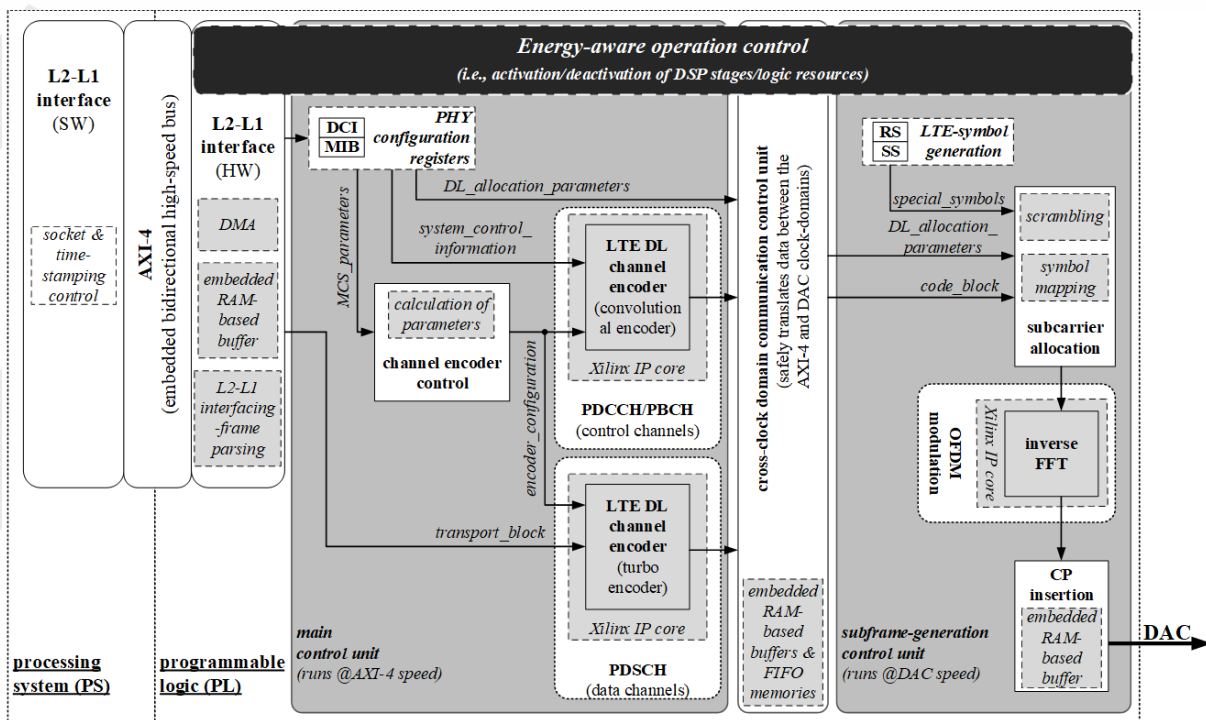 Energy-aware operation control
(i.e., activation/deactivation of DSP stages/logic resources)
L2-L1
interface
(SW)
socket &
time-
stamping
control
AXI-4
(embedded bidirectional high-speed bus)
L2-L1
interface
(HW)
DMA
embedded
RAM-
based
buffer
L2-L1
interfacing
-frame
parsing
DCI
MIB
PHY
configuration
registers
MCS_parameters
DL_allocation_parameters
system_control_
information
calculation of
parameters
channel encoder
control
encoder_configuration
transport_block
LTE DL
channel
encoder
(convolution
al encoder)
Xilinx IP core
PDCCH/PBCH
(control channels)
LTE DL
channel
encoder
(turbo
encoder)
Xilinx IP core
PDSCH
(data channels)
main
control unit
(runs @AXI-4 speed)
cross-clock domain communication control unit
(safely translates data between the
AXI-4 and DAC clock-domains)
embedded
RAM-
based
buffers &
FIFO
memories
RS
SS
LTE-symbol
generation
special_symbols
DL_allocation_
parameters
code_block
scrambling
symbol
mapping
subcarrier
allocation
OFDM
modulation
Xilinx IP core
inverse
FFT
CP
insertion
embedded
RAM-
based
buffer
subframe-generation
control unit
(runs @DAC speed)
DAC
processing
system (PS)
programmable
logic (PL)